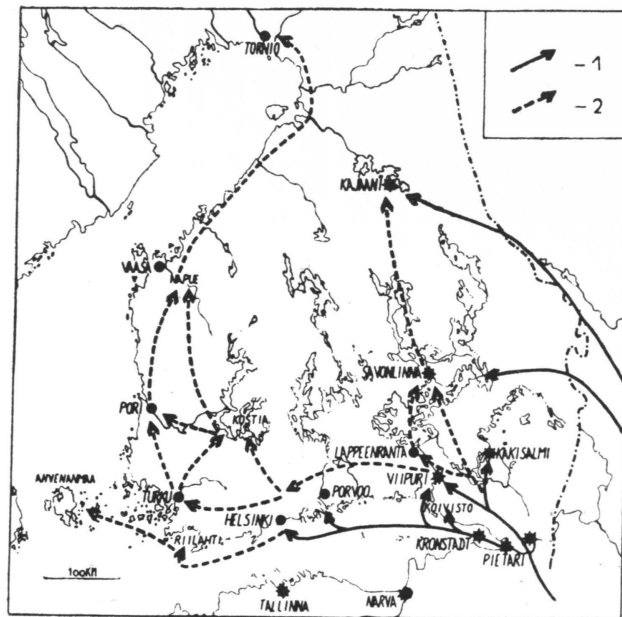 TORNIO
- 1
- 2
KAJAANI
VAASA
NAPUE
SAVONLINNA
PORI
KOSTIA
LAPPEENRANTA
KÄKISALMI
AHVENANMAA
TURKU
PORVOO
VIIPURI
KOIVISTO
HELSINKI
RIILAHTI
KRONSTADT
PIETARI
100KM
TALLINNA
NARVA